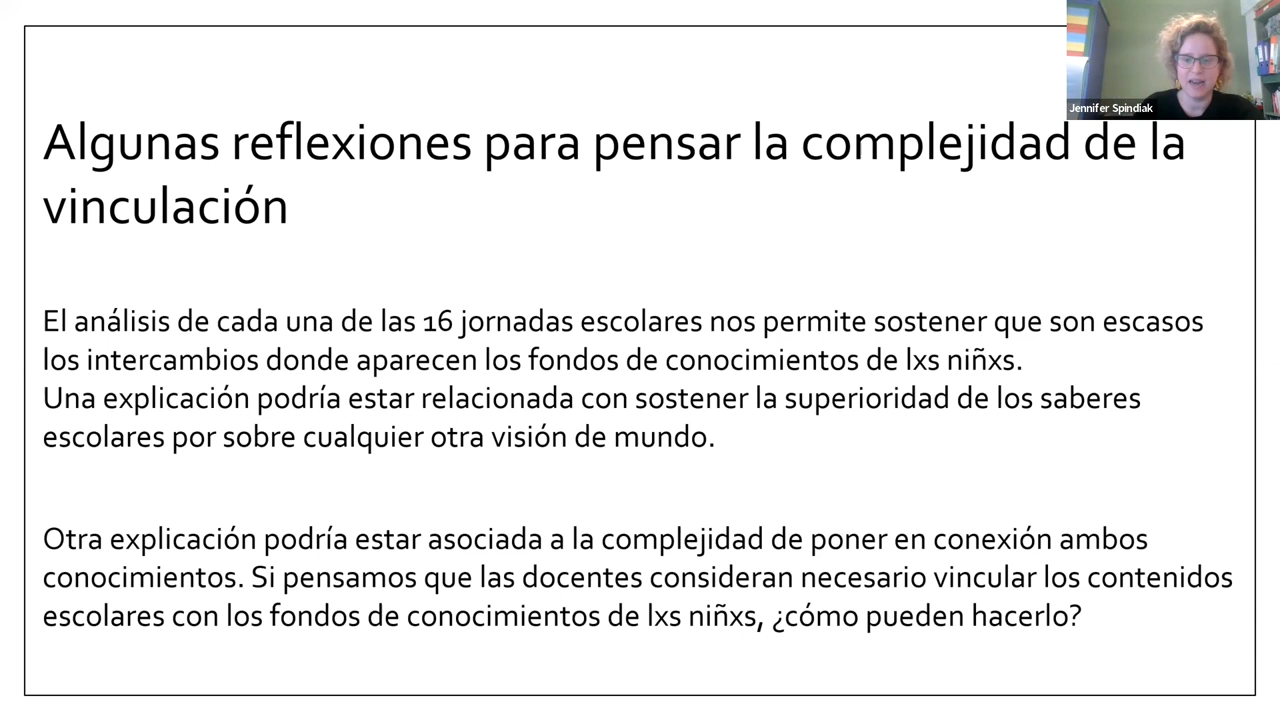 Jennifer Spindiak
Algunas reflexiones para pensar la complejidad de la
vinculación
El análisis de cada una de las 16 jornadas escolares nos permite sostener que son escasos
los intercambios donde aparecen los fondos de conocimientos de lxs niñxs.
Una explicación podría estar relacionada con sostener la superioridad de los saberes
escolares por sobre cualquier otra visión de mundo.
Otra explicación podría estar asociada a la complejidad de poner en conexión ambos
conocimientos. Si pensamos que las docentes consideran necesario vincular los contenidos
escolares con los fondos de conocimientos de lxs niñxs, ¿cómo pueden hacerlo?